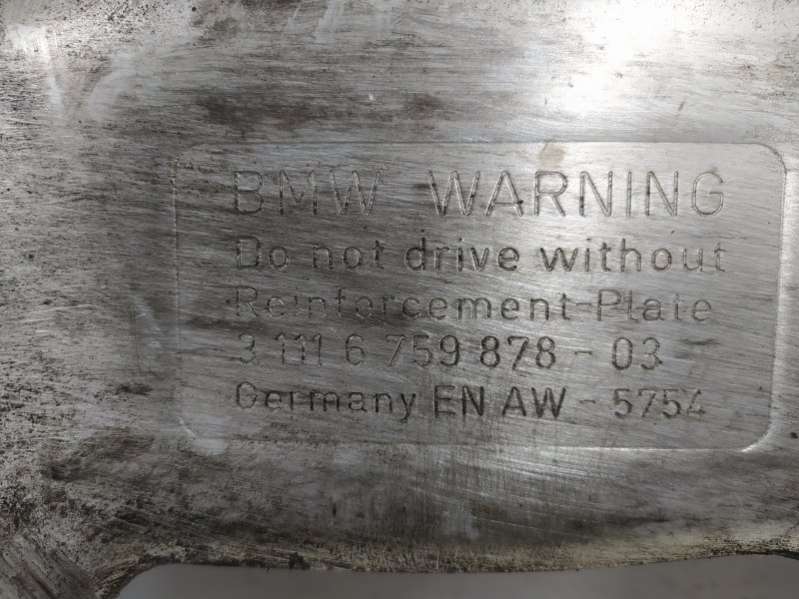 BMW WARNING
Do not drive without
Reinforcement-Plate
3 111 6 759 878 - 03
Germany EN AW - 5754